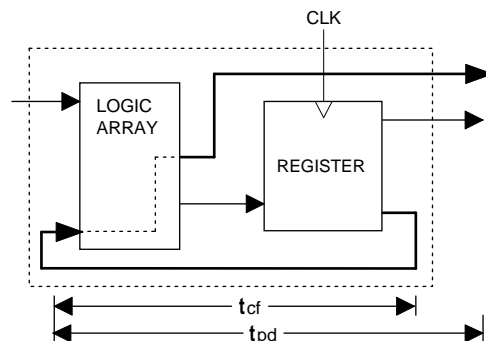 CLK
LOGIC
ARRAY
REGISTER
tcf
tpd